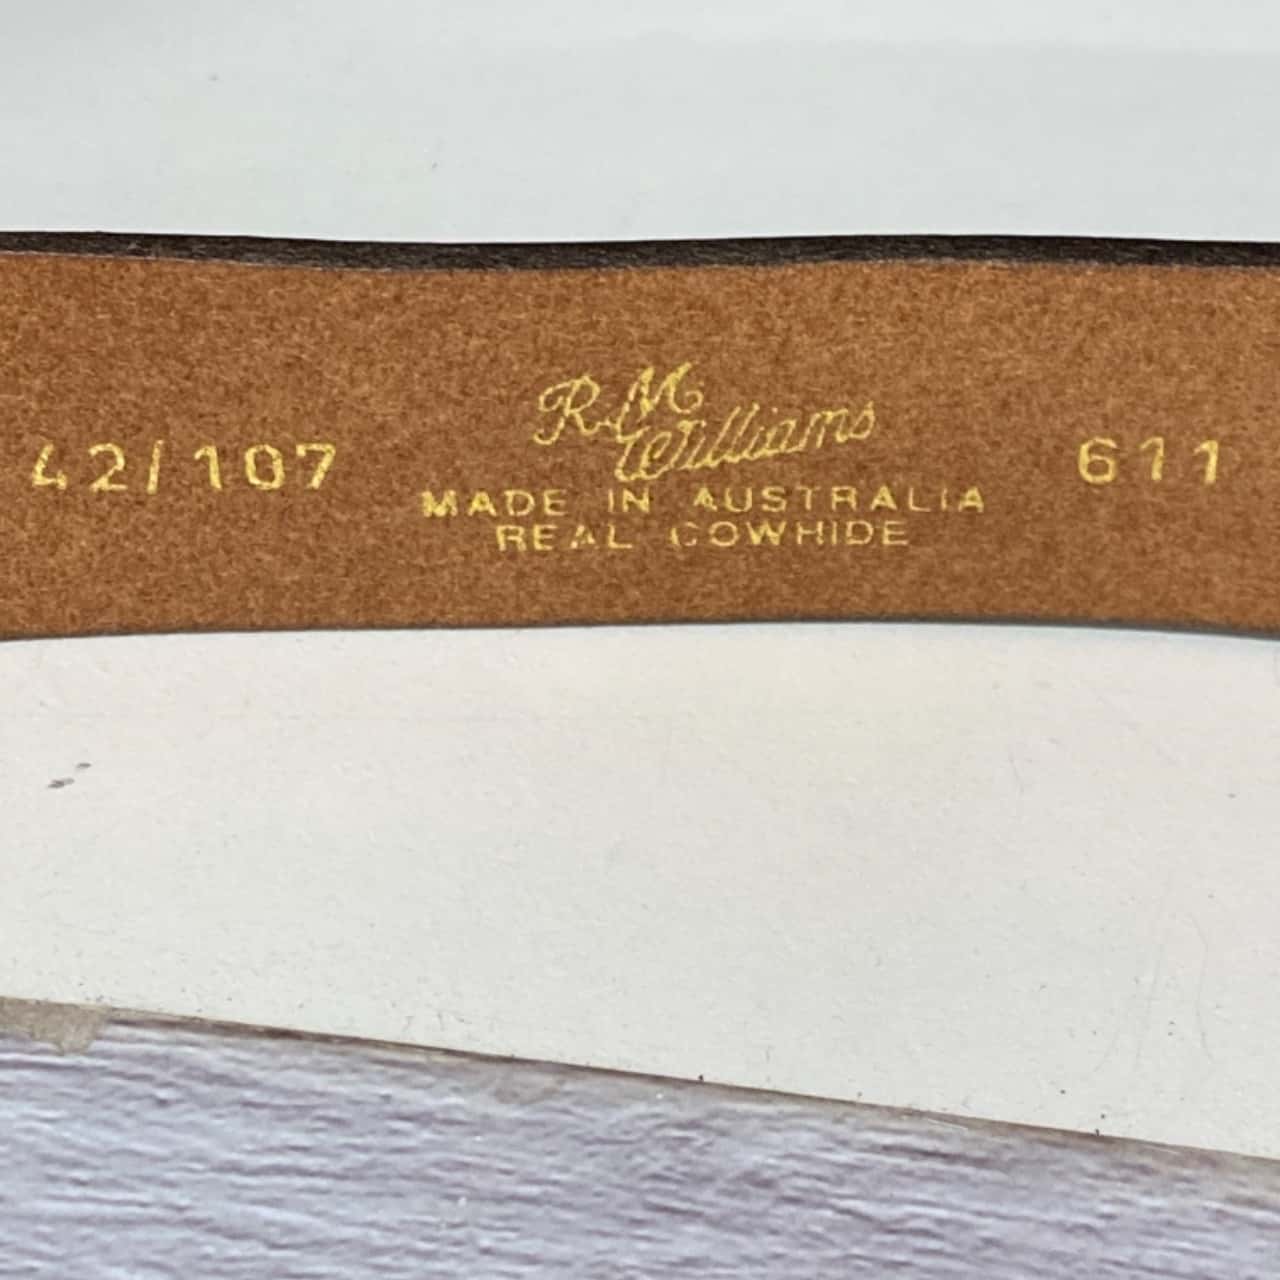 R.M.
Williams
42/107
611
MADE IN AUSTRALIA
REAL COWHIDE